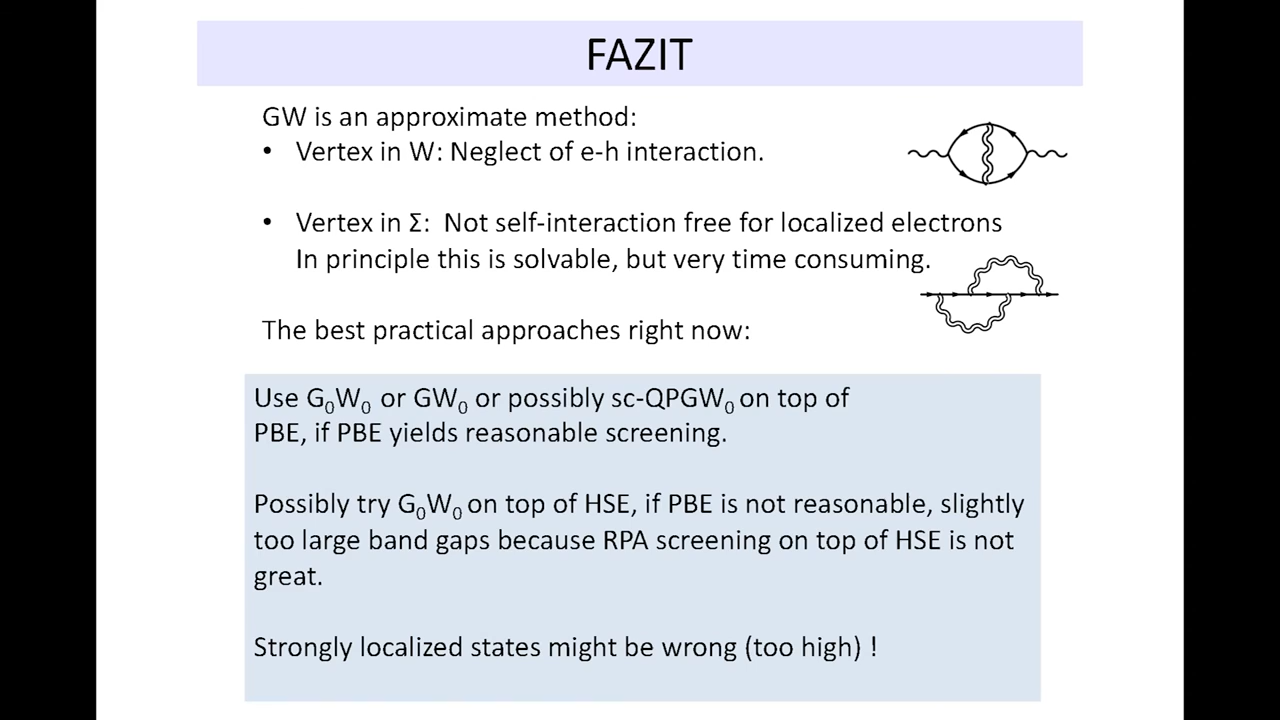 FAZIT
GW is an approximate method:
• Vertex in W: Neglect of e-h interaction.
• Vertex in Σ: Not self-interaction free for localized electrons
In principle this is solvable, but very time consuming.
The best practical approaches right now:
Use G₀W₀ or GW₀ or possibly sc-QPGW₀ on top of
PBE, if PBE yields reasonable screening.
Possibly try G₀W₀ on top of HSE, if PBE is not reasonable, slightly
too large band gaps because RPA screening on top of HSE is not
great.
Strongly localized states might be wrong (too high) !